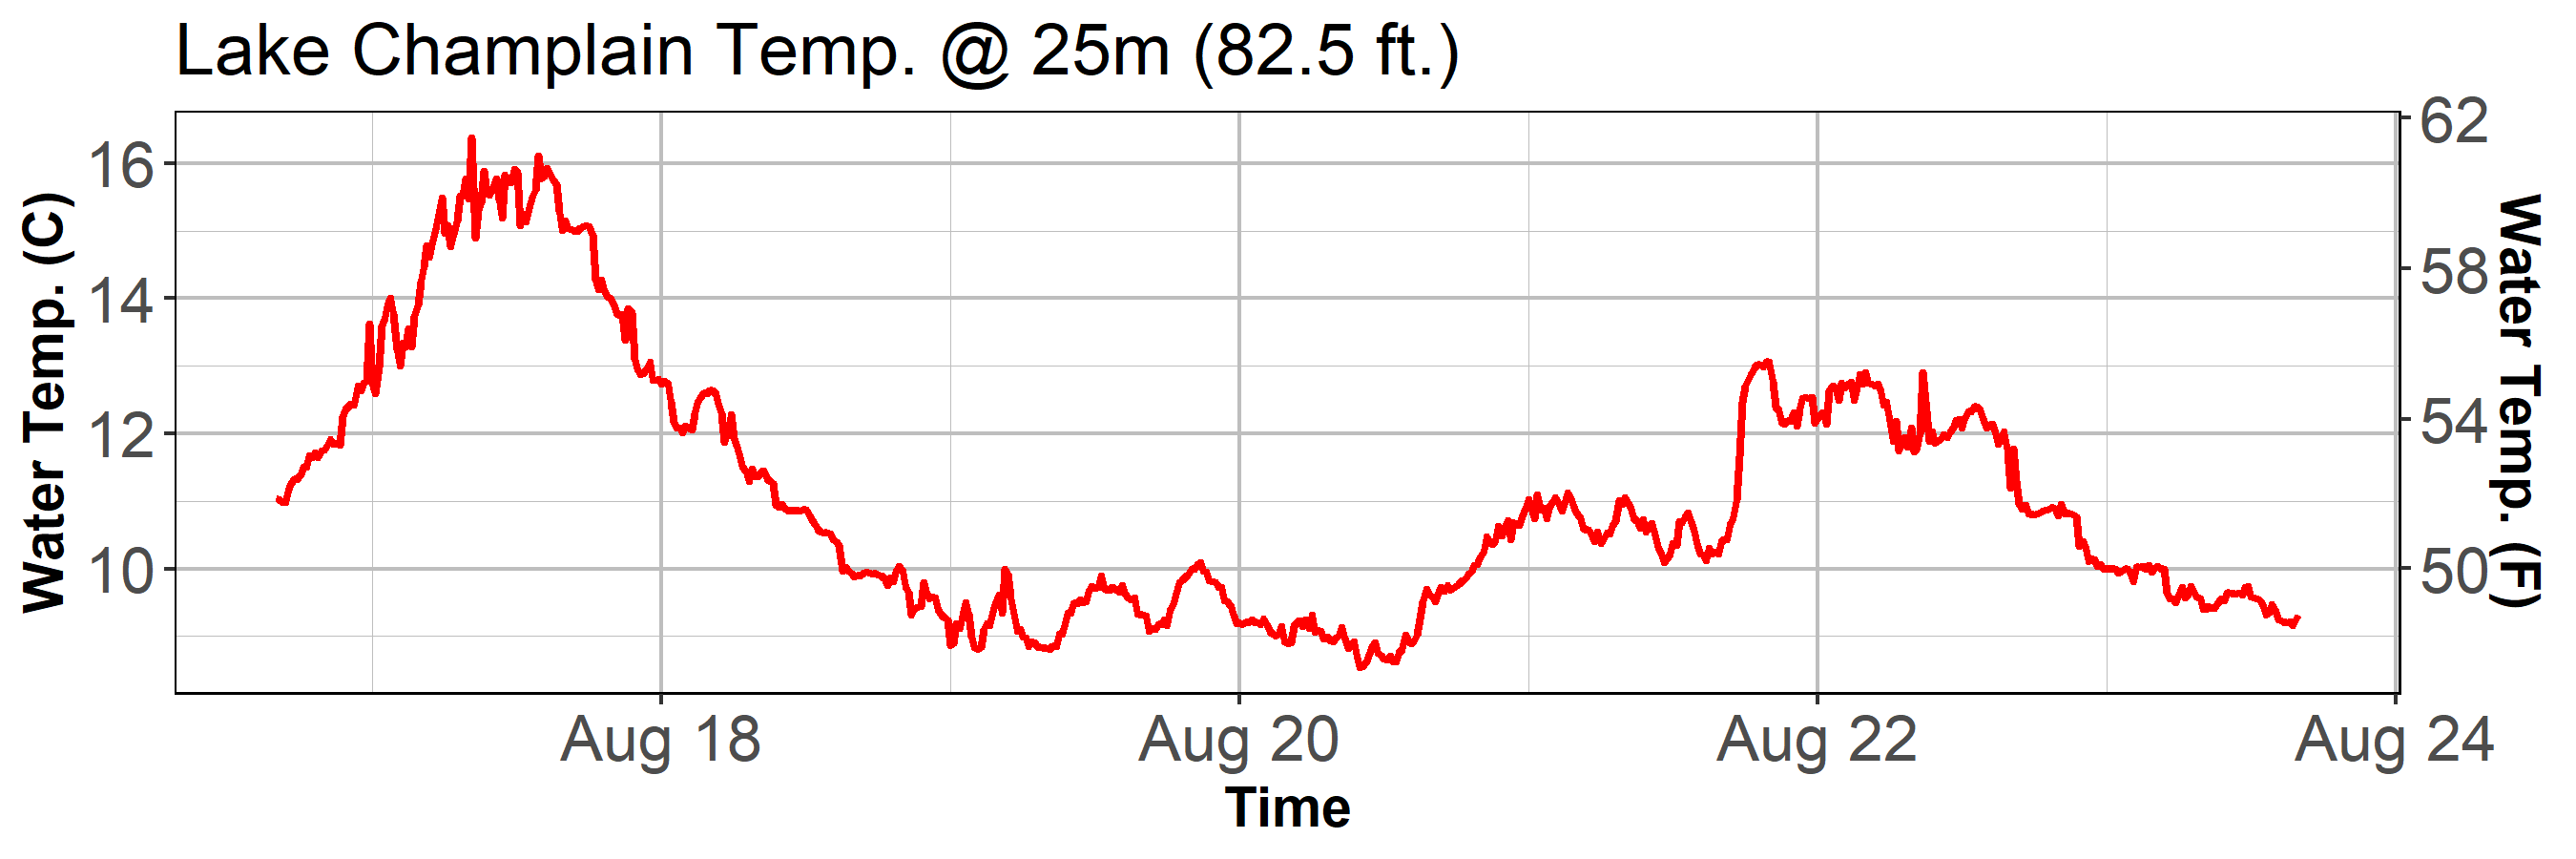 Lake Champlain Temp. @ 25m (82.5 ft.)
Water Temp. (C)
16
14
12
10
62
58
54
50
Water Temp. (F)
Aug 18
Aug 20
Aug 22
Aug 24
Time